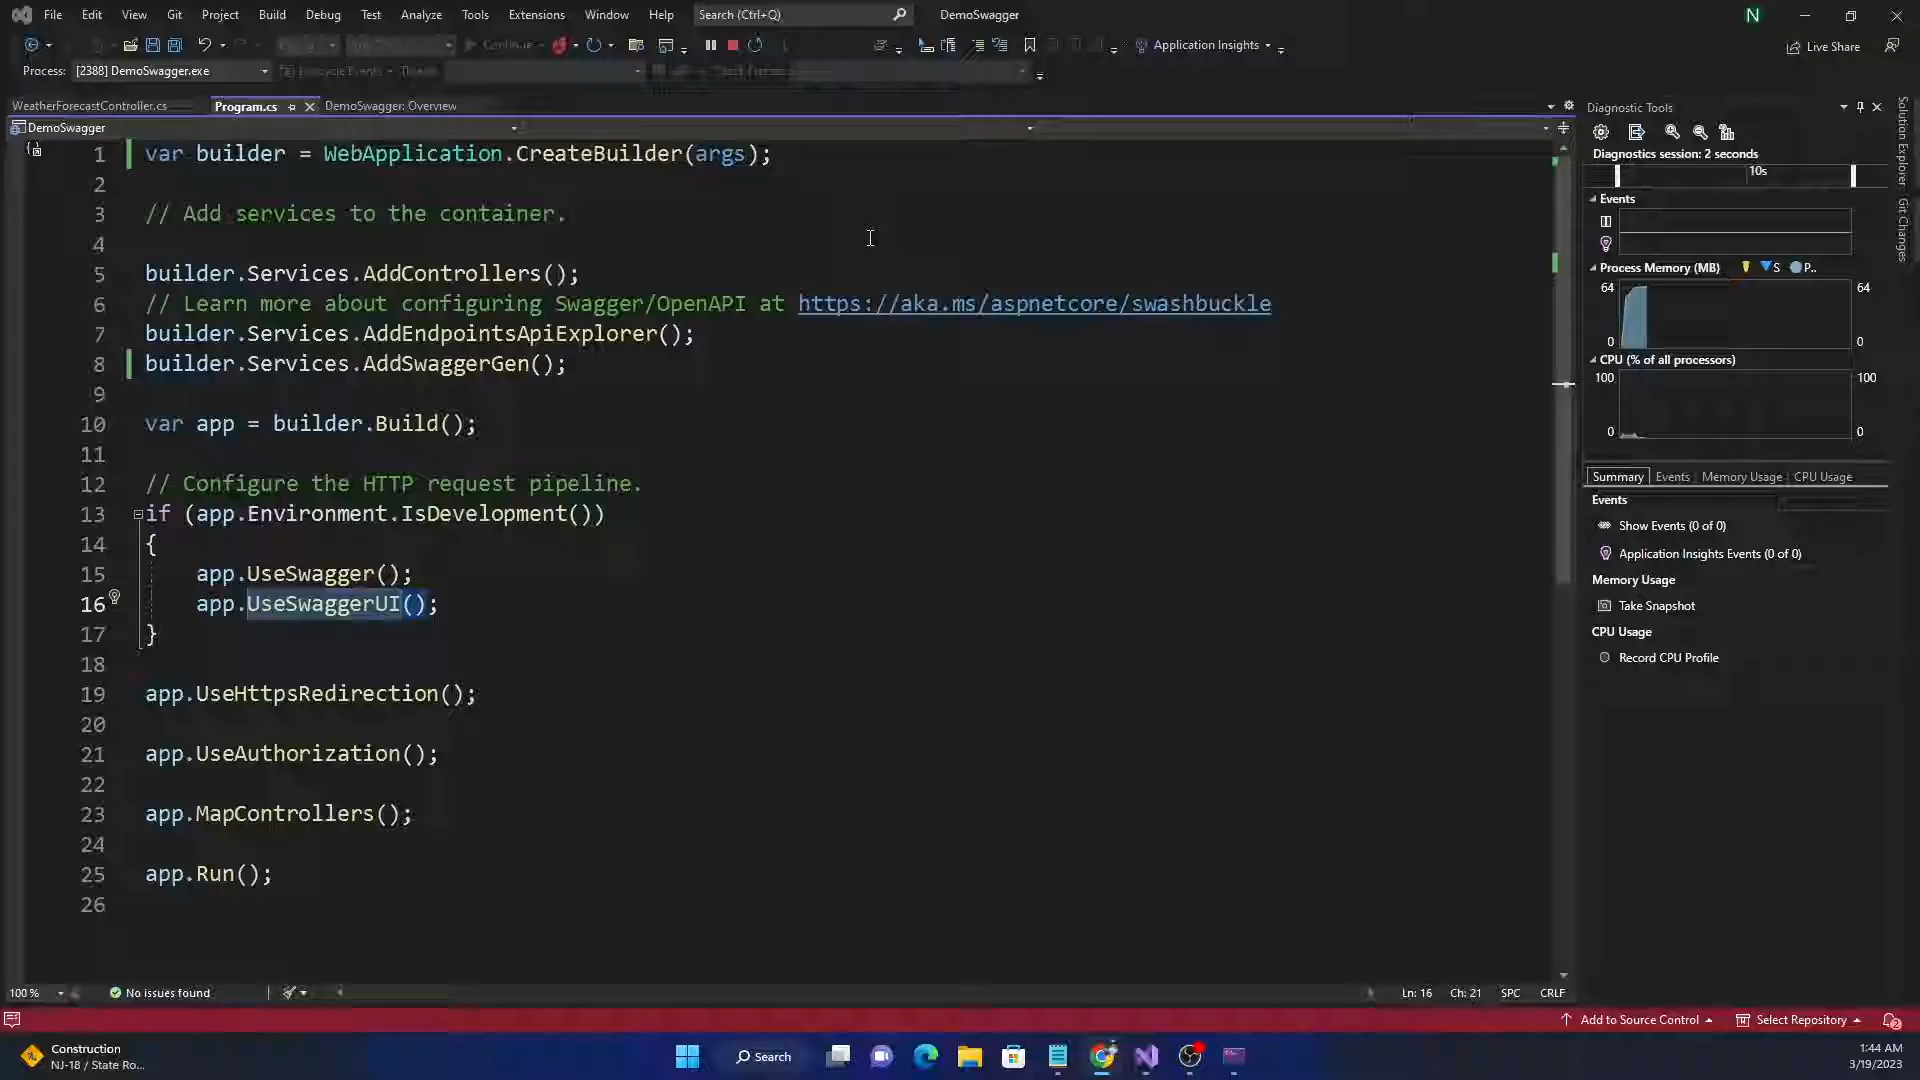 File Edit View Git Project Build Debug Test Analyze Tools Extensions Window Help Search (Ctrl+Q) DemoSwagger N
Continue Application Insights Live Share
Process: [2388] DemoSwagger.exe Lifecycle Events
WeatherForecastController.cs Program.cs DemoSwagger: Overview
DemoSwagger
1 var builder = WebApplication.CreateBuilder(args);
2
3 // Add services to the container.
4
5 builder.Services.AddControllers();
6 // Learn more about configuring Swagger/OpenAPI at https://aka.ms/aspnetcore/swashbuckle
7 builder.Services.AddEndpointsApiExplorer();
8 builder.Services.AddSwaggerGen();
9
10 var app = builder.Build();
11
12 // Configure the HTTP request pipeline.
13 if (app.Environment.IsDevelopment())
14 {
15 app.UseSwagger();
16 app.UseSwaggerUI();
17 }
18
19 app.UseHttpsRedirection();
20
21 app.UseAuthorization();
22
23 app.MapControllers();
24
25 app.Run();
26
Diagnostic Tools
Diagnostics session: 2 seconds
10s
Events
Process Memory (MB) S P..
64 64
0 0
CPU (% of all processors)
100 100
0 0
Summary Events Memory Usage CPU Usage
Events
Show Events (0 of 0)
Application Insights Events (0 of 0)
Memory Usage
Take Snapshot
CPU Usage
Record CPU Profile
Solution Explorer
Git Changes
100 % No issues found Ln: 16 Ch: 21 SPC CRLF
Add to Source Control Select Repository 2
Construction
NJ-18 / State Ro...
Search
1:44 AM
3/19/2023